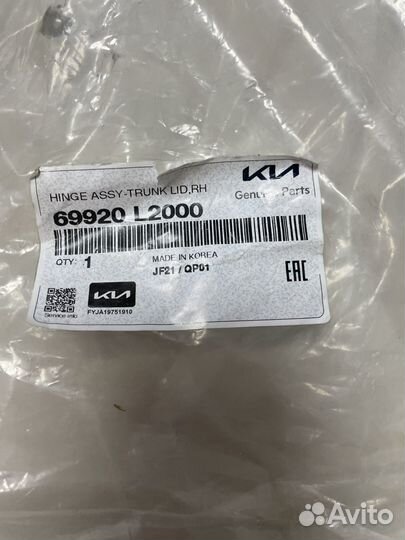 KIA
HINGE ASSY-TRUNK LID,RH
Genuine Parts
69920 L2000
QTY: 1
MADE IN KOREA
JF21 / QP01
EAC
KIA
Service info
FYJA19751910
Avito